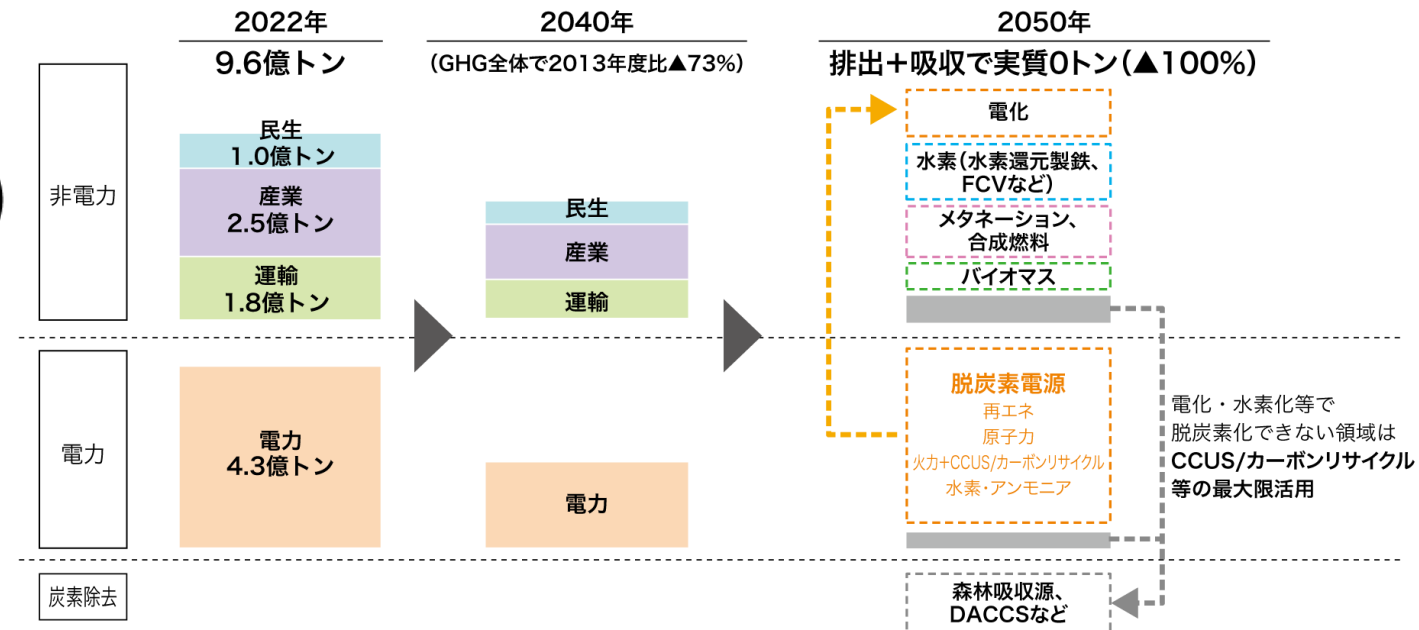 2022年
9.6億トン
2040年
(GHG全体で2013年度比▲73%)
2050年
排出+吸収で実質0トン(▲100%)
非電力
民生
1.0億トン
産業
2.5億トン
運輸
1.8億トン
民生
産業
運輸
電化
水素(水素還元製鉄、
FCVなど)
メタネーション、
合成燃料
バイオマス
電力
電力
4.3億トン
電力
脱炭素電源
再エネ
原子力
火力+CCUS/カーボンリサイクル
水素・アンモニア
電化・水素化等で
脱炭素化できない領域は
CCUS/カーボンリサイクル
等の最大限活用
炭素除去
森林吸収源、
DACCSなど